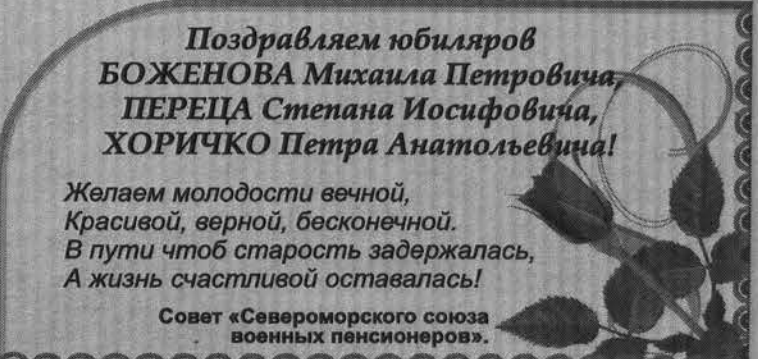 Поздравляем юбиляров
БОЖЕНОВА Михаила Петровича,
ПЕРЕЦА Степана Иосифовича,
ХОРИЧКО Петра Анатольевича!
Желаем молодости вечной,
Красивой, верной, бесконечной.
В пути чтоб старость задержалась,
А жизнь счастливой оставалась!
Совет «Североморского союза
военных пенсионеров».